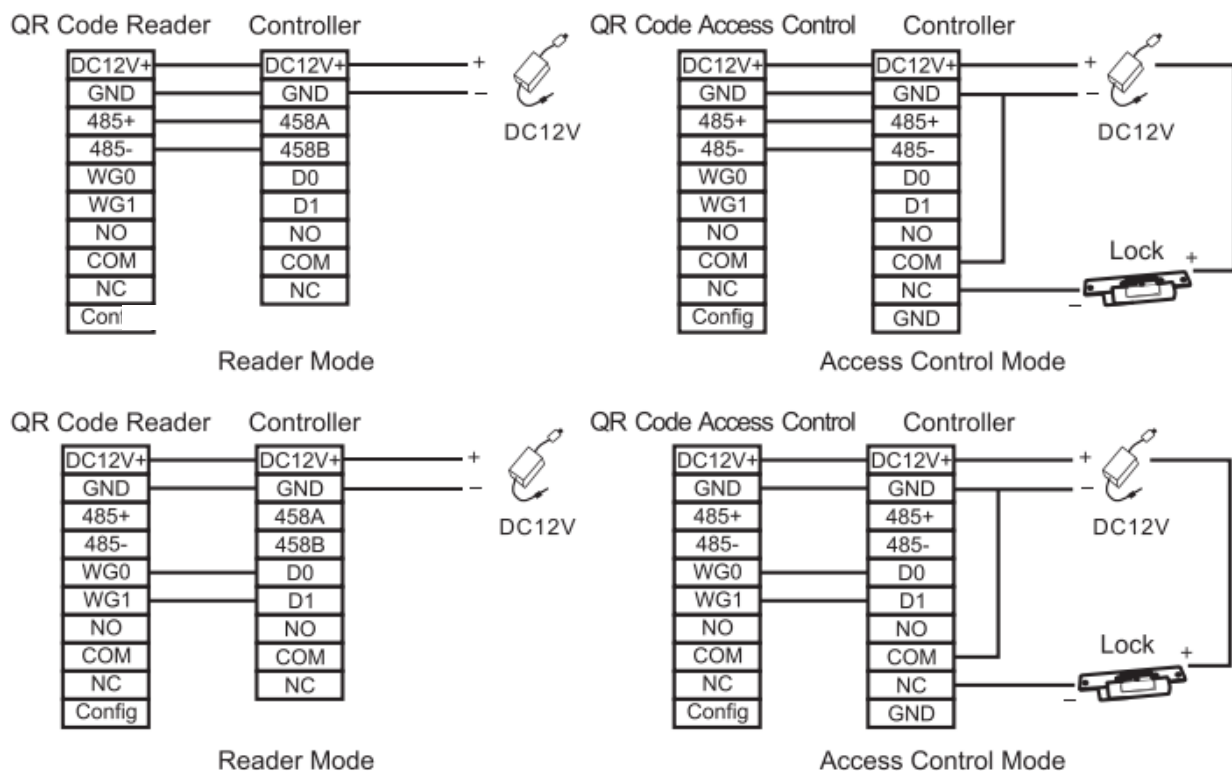 QR Code Reader Controller
DC12V+ DC12V+ +
GND GND −
485+ 458A
485- 458B
DC12V
WG0 D0
WG1 D1
NO NO
COM COM
NC NC
Reader Mode
QR Code Access Control Controller
DC12V+ DC12V+ +
GND GND −
485+ 485+
485- 485-
DC12V
WG0 D0
WG1 D1
NO NO
COM COM
Lock +
NC NC −
Config GND
Access Control Mode
QR Code Reader Controller
DC12V+ DC12V+ +
GND GND −
485+ 458A
485- 458B
DC12V
WG0 D0
WG1 D1
NO NO
COM COM
NC NC
Config
Reader Mode
QR Code Access Control Controller
DC12V+ DC12V+ +
GND GND −
485+ 485+
485- 485-
DC12V
WG0 D0
WG1 D1
NO NO
COM COM
Lock +
NC NC −
Config GND
Access Control Mode